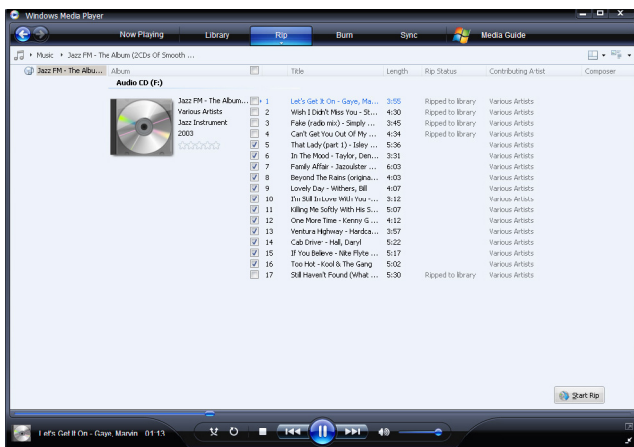 Windows Media Player
Now Playing Library Rip Burn Sync Media Guide
Music Jazz FM - The Album (2CDs Of Smooth ...
Jazz FM - The Albu... Album Title Length Rip Status Contributing Artist Composer
Audio CD (F:)
Jazz FM - The Album... 1 Let's Get It On - Gaye, Ma... 3:55 Ripped to library Various Artists
Various Artists 2 Wish I Didn't Miss You - St... 4:30 Ripped to library Various Artists
Jazz Instrument 3 Fake (radio mix) - Simply ... 3:45 Ripped to library Various Artists
2003 4 Can't Get You Out Of My ... 4:34 Ripped to library Various Artists
5 That Lady (part 1) - Isley ... 5:36 Various Artists
6 In The Mood - Taylor, Den... 3:31 Various Artists
7 Family Affair - Jazoulster ... 6:03 Various Artists
8 Beyond The Rains (origina... 4:03 Various Artists
9 Lovely Day - Withers, Bill 4:07 Various Artists
10 I'm Still In Love With You -... 3:12 Various Artists
11 Killing Me Softly With His S... 5:07 Various Artists
12 One More Time - Kenny G ... 4:12 Various Artists
13 Ventura Highway - Hardca... 3:57 Various Artists
14 Cab Driver - Hall, Daryl 5:22 Various Artists
15 If You Believe - Nite Flyte ... 5:17 Various Artists
16 Too Hot - Kool & The Gang 5:02 Various Artists
17 Still Haven't Found (What ... 5:30 Ripped to library Various Artists
Start Rip
Let's Get It On - Gaye, Marvin 01:13